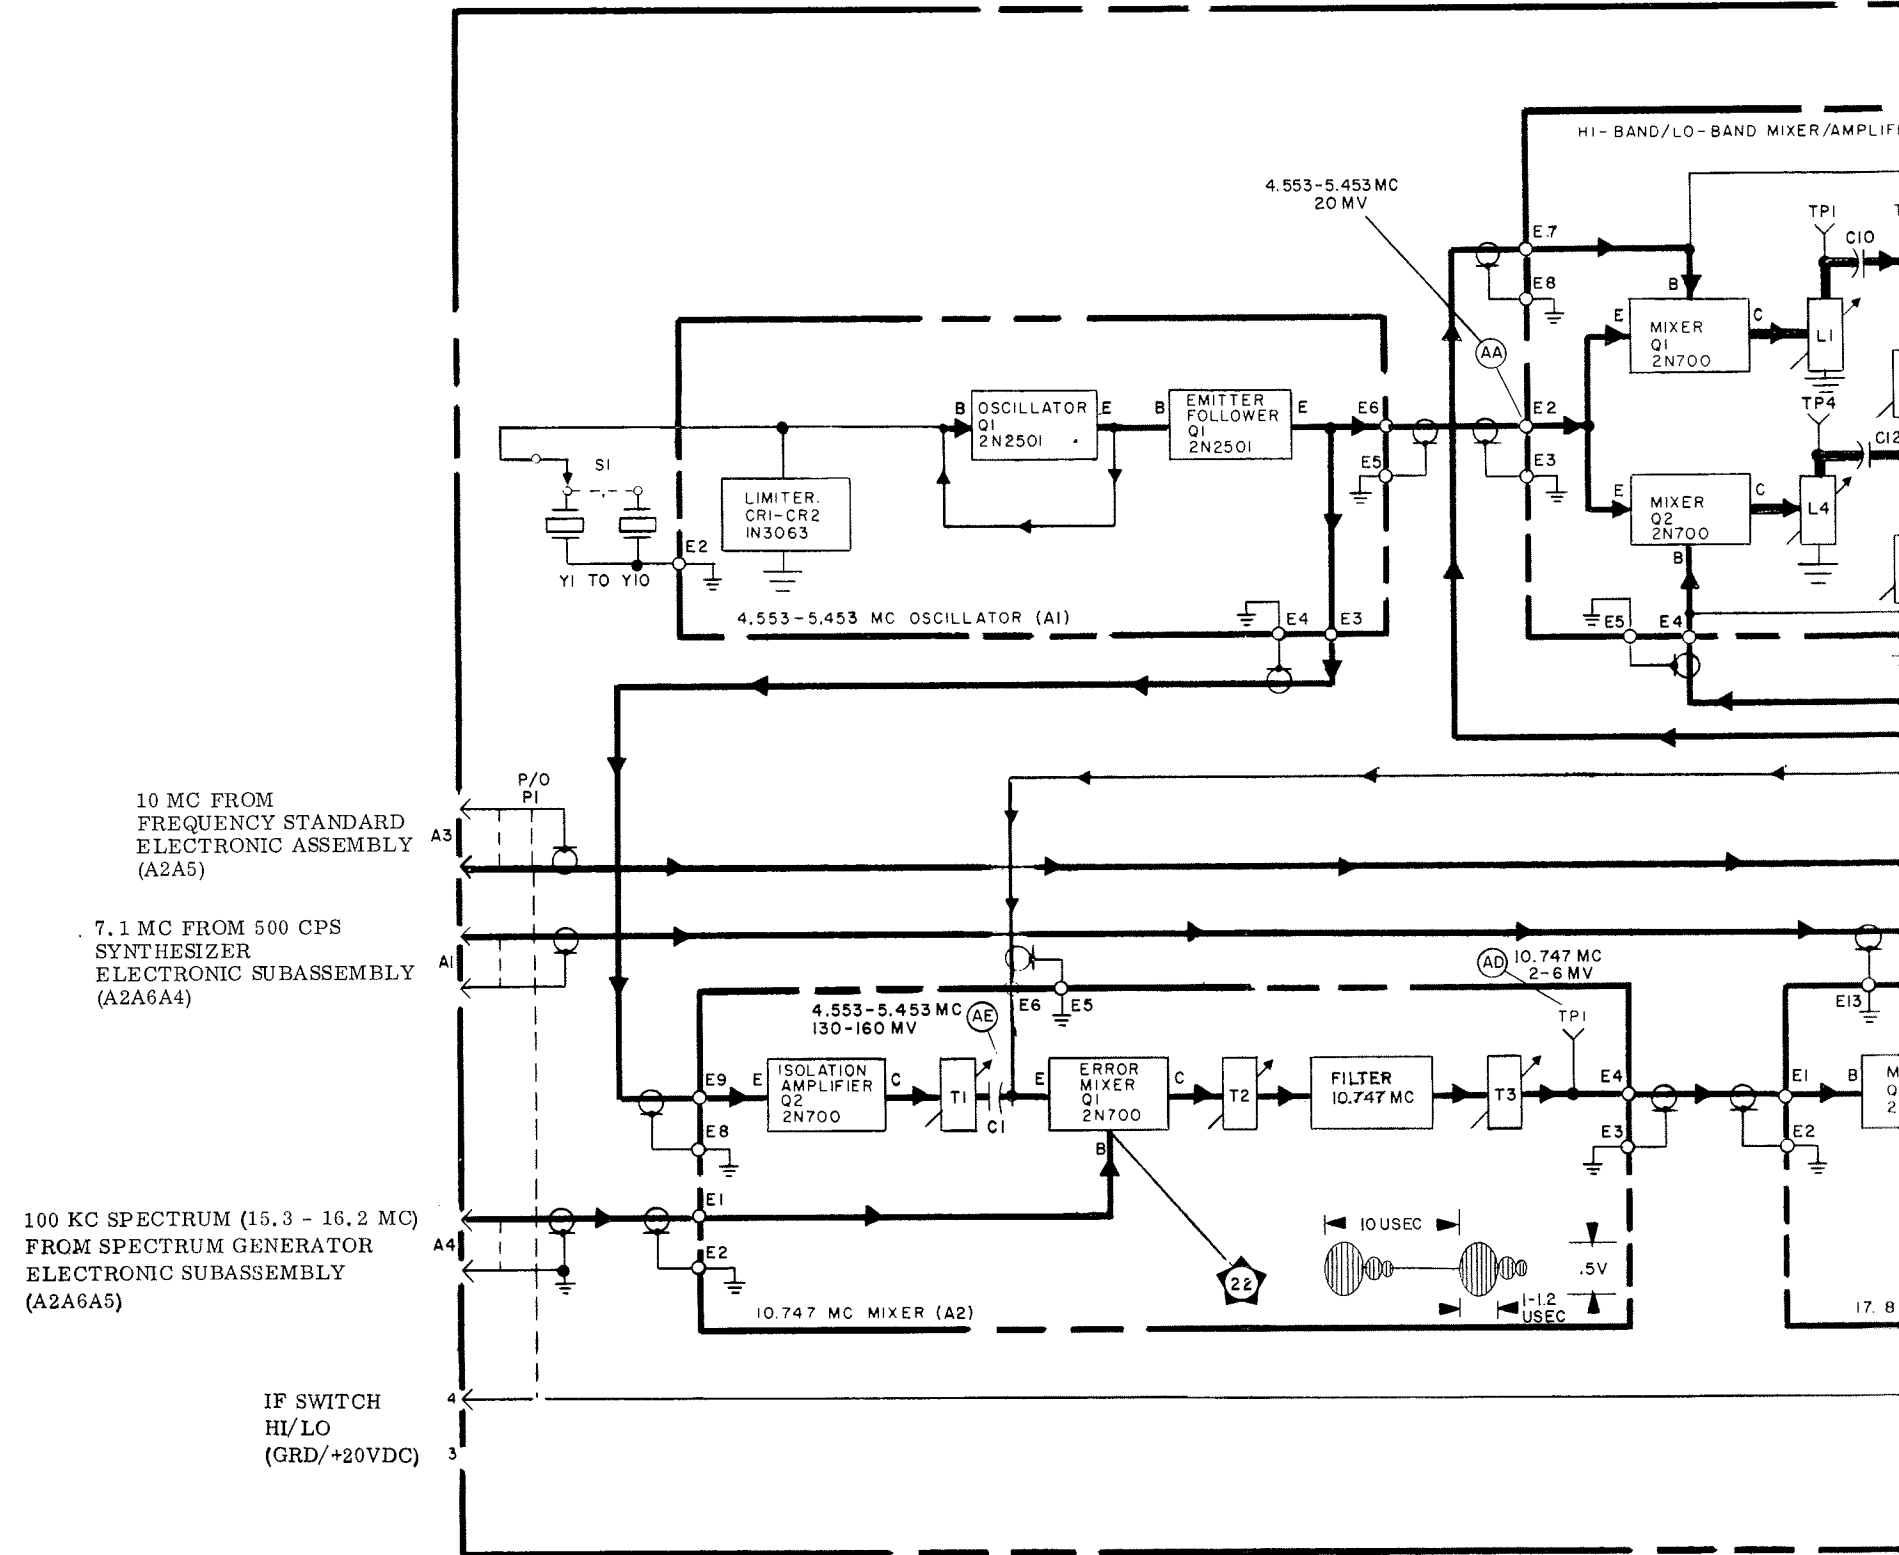 HI-BAND/LO-BAND MIXER/AMPLIFI
4.553-5.453 MC
20 MV
TP1
C10
E7
E8
B
E
MIXER
Q1
2N700
C
L1
AA
TP4
E2
C12
B
OSCILLATOR
Q1
2N2501
E
B
EMITTER
FOLLOWER
Q1
2N2501
E
E6
E5
E3
S1
LIMITER.
CR1-CR2
1N3063
E2
Y1 TO Y10
E
MIXER
Q2
2N700
C
L4
B
4.553-5.453 MC OSCILLATOR (A1)
E4
E3
E5
E4
P/O
P1
10 MC FROM
FREQUENCY STANDARD
ELECTRONIC ASSEMBLY
(A2A5)
A3
7.1 MC FROM 500 CPS
SYNTHESIZER
ELECTRONIC SUBASSEMBLY
(A2A6A4)
A1
AD
10.747 MC
2-6 MV
TP1
E13
4.553-5.453 MC
130-160 MV
AE
E6
E5
E9
E
ISOLATION
AMPLIFIER
Q2
2N700
C
T1
C1
E
ERROR
MIXER
Q1
2N700
C
T2
FILTER
10.747 MC
T3
E4
E1
B
M
Q
2
E8
B
E3
E2
100 KC SPECTRUM (15.3 - 16.2 MC)
FROM SPECTRUM GENERATOR
ELECTRONIC SUBASSEMBLY
(A2A6A5)
A4
E1
E2
22
10 USEC
.5V
1-1.2
USEC
10.747 MC MIXER (A2)
17. 8
IF SWITCH
HI/LO
(GRD/+20VDC)
4
3